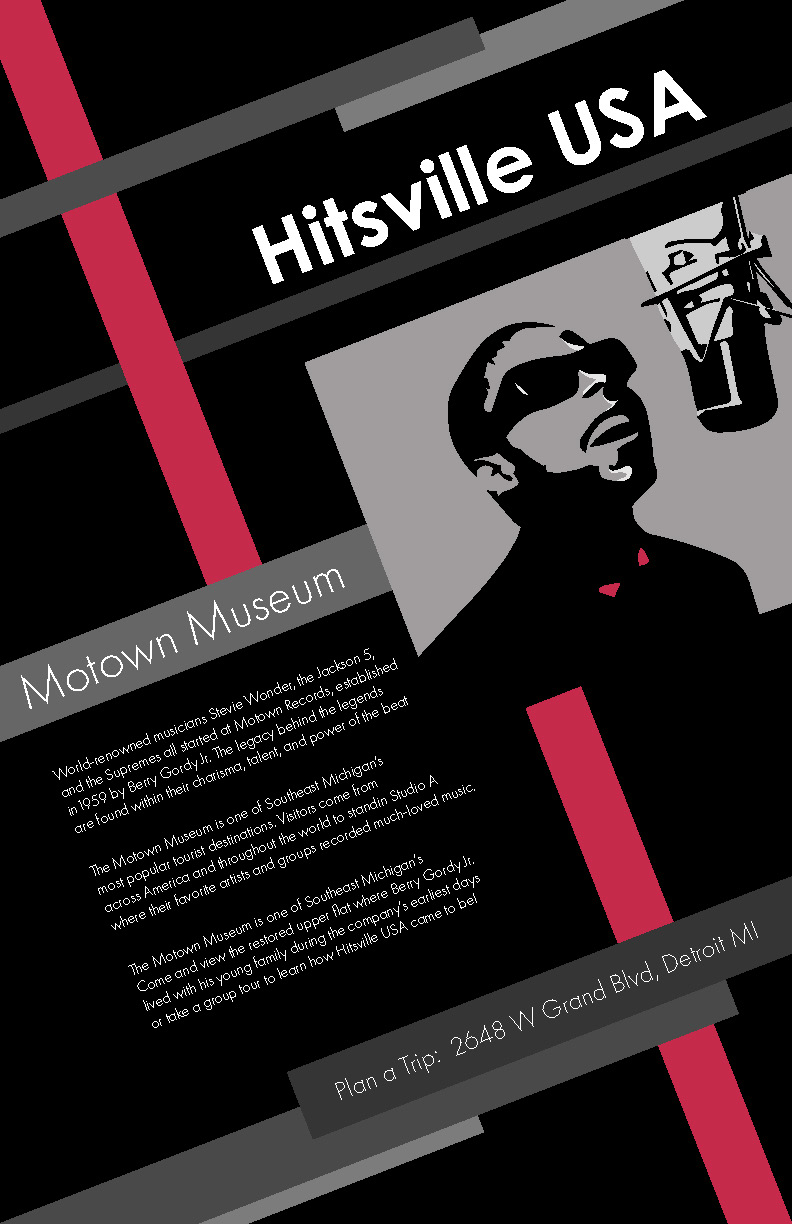 Hitsville USA
Motown Museum
World-renowned musicians Stevie Wonder, the Jackson 5,
and the Supremes all started at Motown Records, established
in 1959 by Berry Gordy Jr. The legacy behind the legends
are found within their charisma, talent, and power of the beat
The Motown Museum is one of Southeast Michigan's
most popular tourist destinations. Visitors come from
across America and throughout the world to standin Studio A
where their favorite artists and groups recorded much-loved music.
The Motown Museum is one of Southeast Michigan's
Come and view the restored upper flat where Berry Gordy Jr.
lived with his young family during the company's earliest days
or take a group tour to learn how Hitsville USA came to be!
Plan a Trip: 2648 W Grand Blvd, Detroit MI